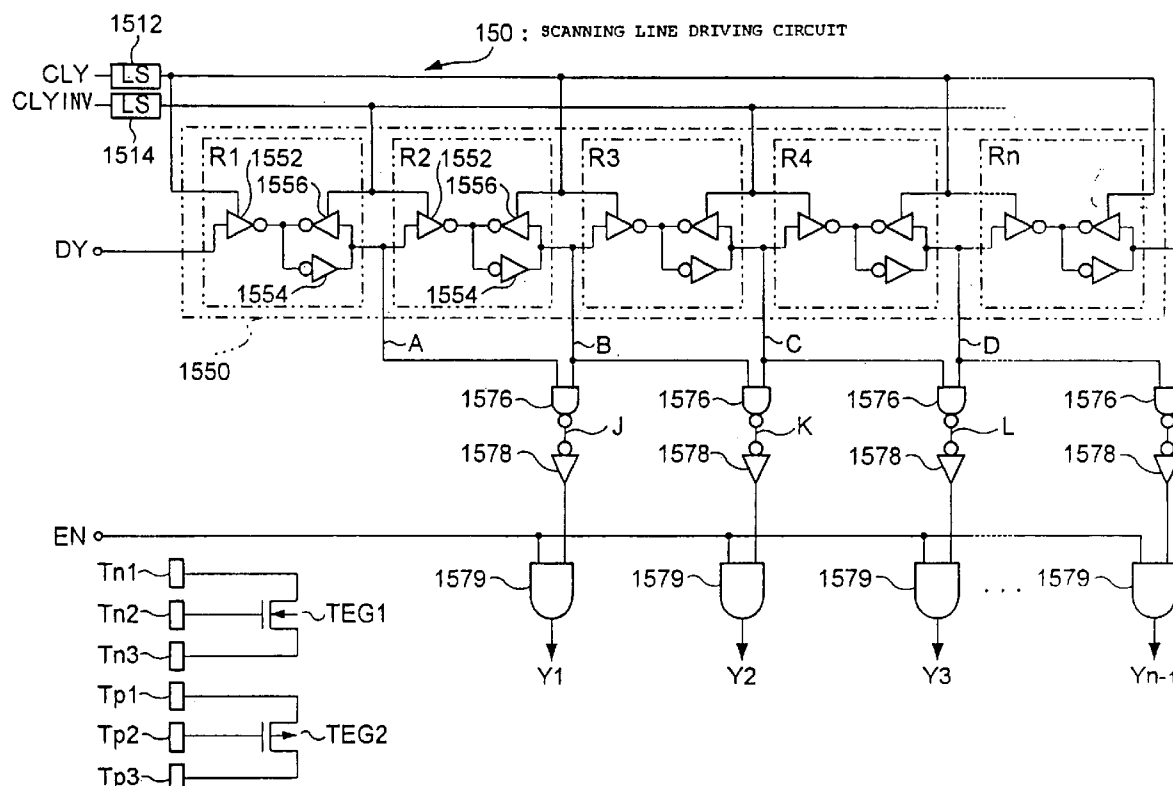 1512
150 : SCANNING LINE DRIVING CIRCUIT
CLY LS
CLYINV LS
1514
R1 1552 R2 1552 R3 R4 Rn
1556 1556
DY
1554 1554
A B C D
1550
1576 1576 1576 1576
J K L
1578 1578 1578 1578
EN
Tn1
1579 1579 1579 ... 1579
Tn2 TEG1
Tn3
Y1 Y2 Y3 Yn-1
Tp1
Tp2 TEG2
Tp3